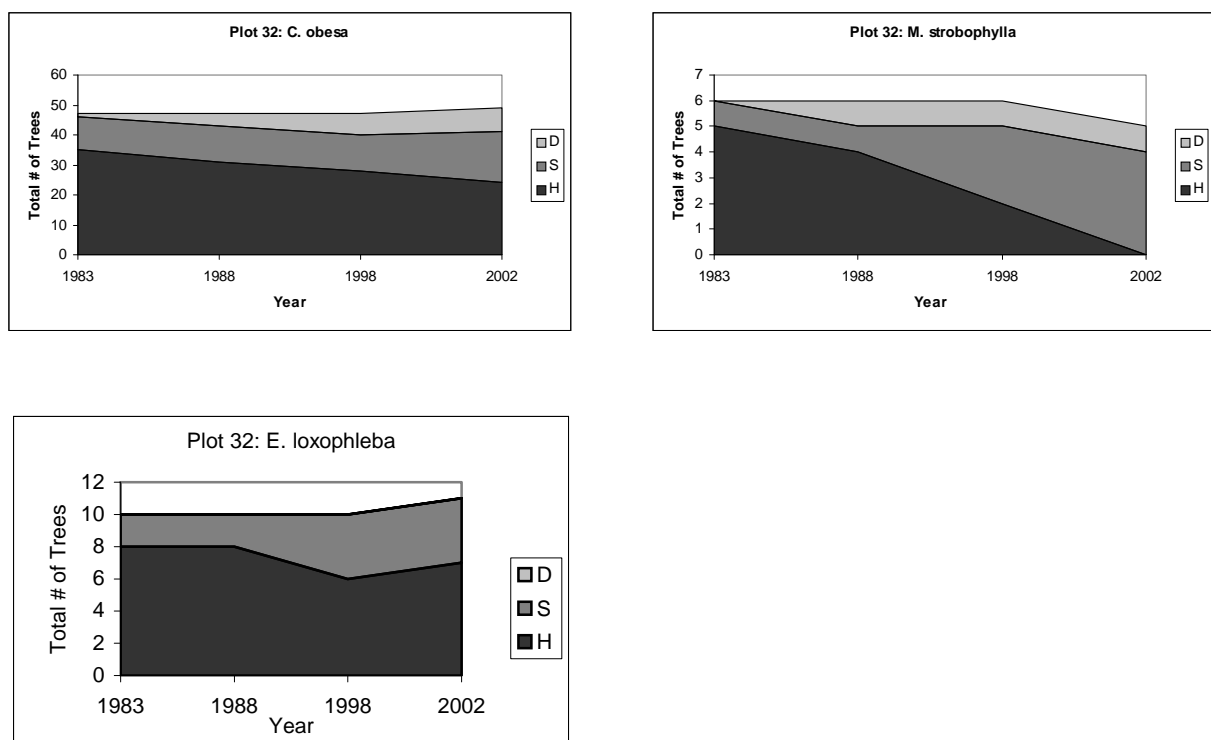 Plot 32: C. obesa
60
50
40
30
20
10
0
Total # of Trees
1983 1988 1998 2002
Year
D
S
H
Plot 32: M. strobophylla
7
6
5
4
3
2
1
0
Total # of Trees
1983 1988 1998 2002
Year
D
S
H
Plot 32: E. loxophleba
12
10
8
6
4
2
0
Total # of Trees
1983 1988 1998 2002
Year
D
S
H